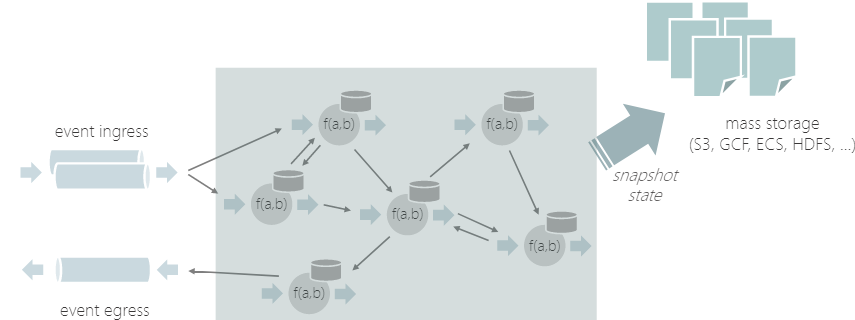 event ingress
f(a,b)
f(a,b)
f(a,b)
f(a,b)
f(a,b)
f(a,b)
event egress
snapshot
state
mass storage
(S3, GCF, ECS, HDFS, ...)